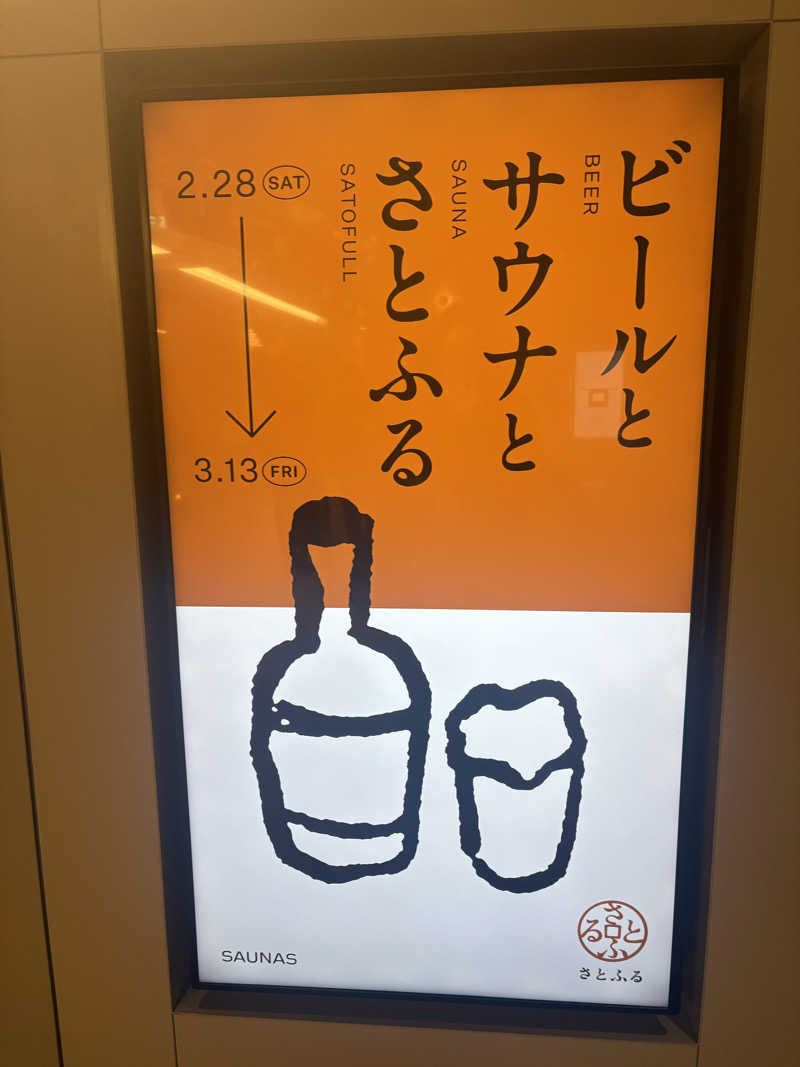 ビールと
BEER
サウナと
SAUNA
さとふる
SATOFULL
2.28 SAT
3.13 FRI
SAUNAS
さとふる
さとふる